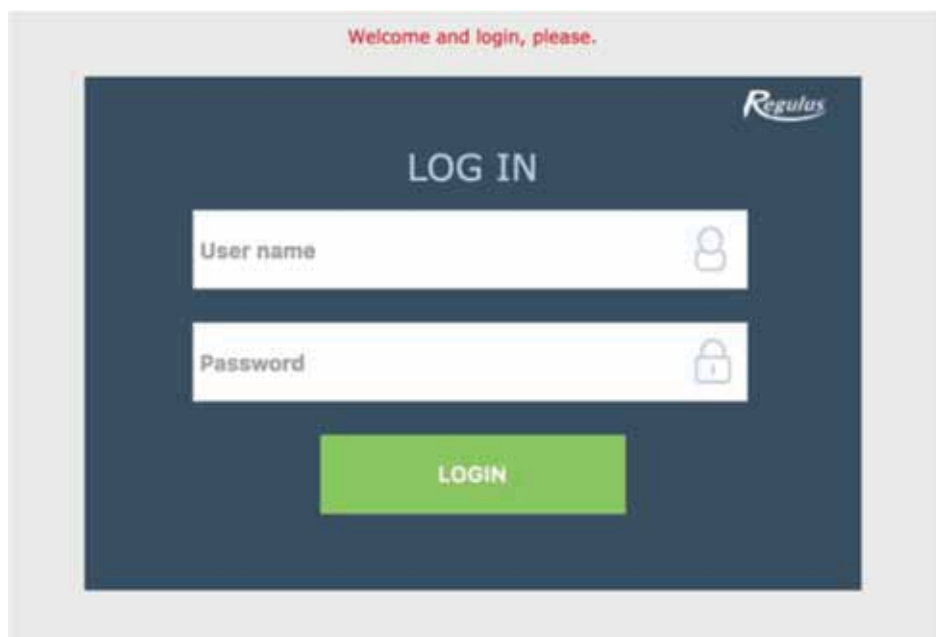 Welcome and login, please.
Regulus
LOG IN
User name
Password
LOGIN